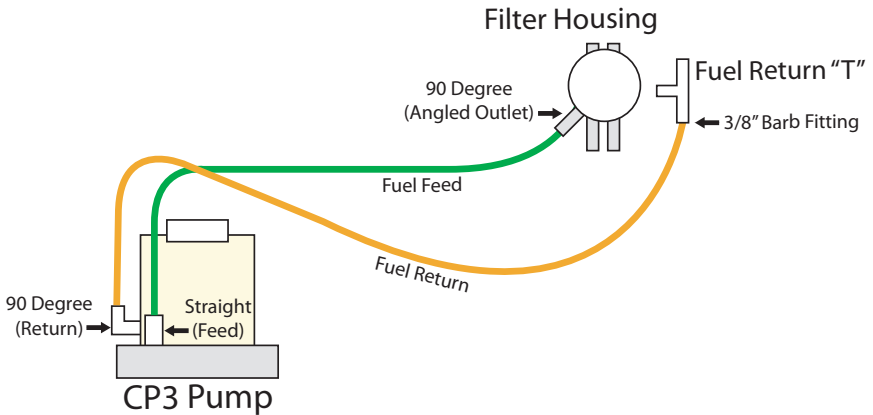 Filter Housing
90 Degree
(Angled Outlet)
Fuel Return “T”
3/8” Barb Fitting
Fuel Feed
Fuel Return
90 Degree
(Return)
Straight
(Feed)
CP3 Pump